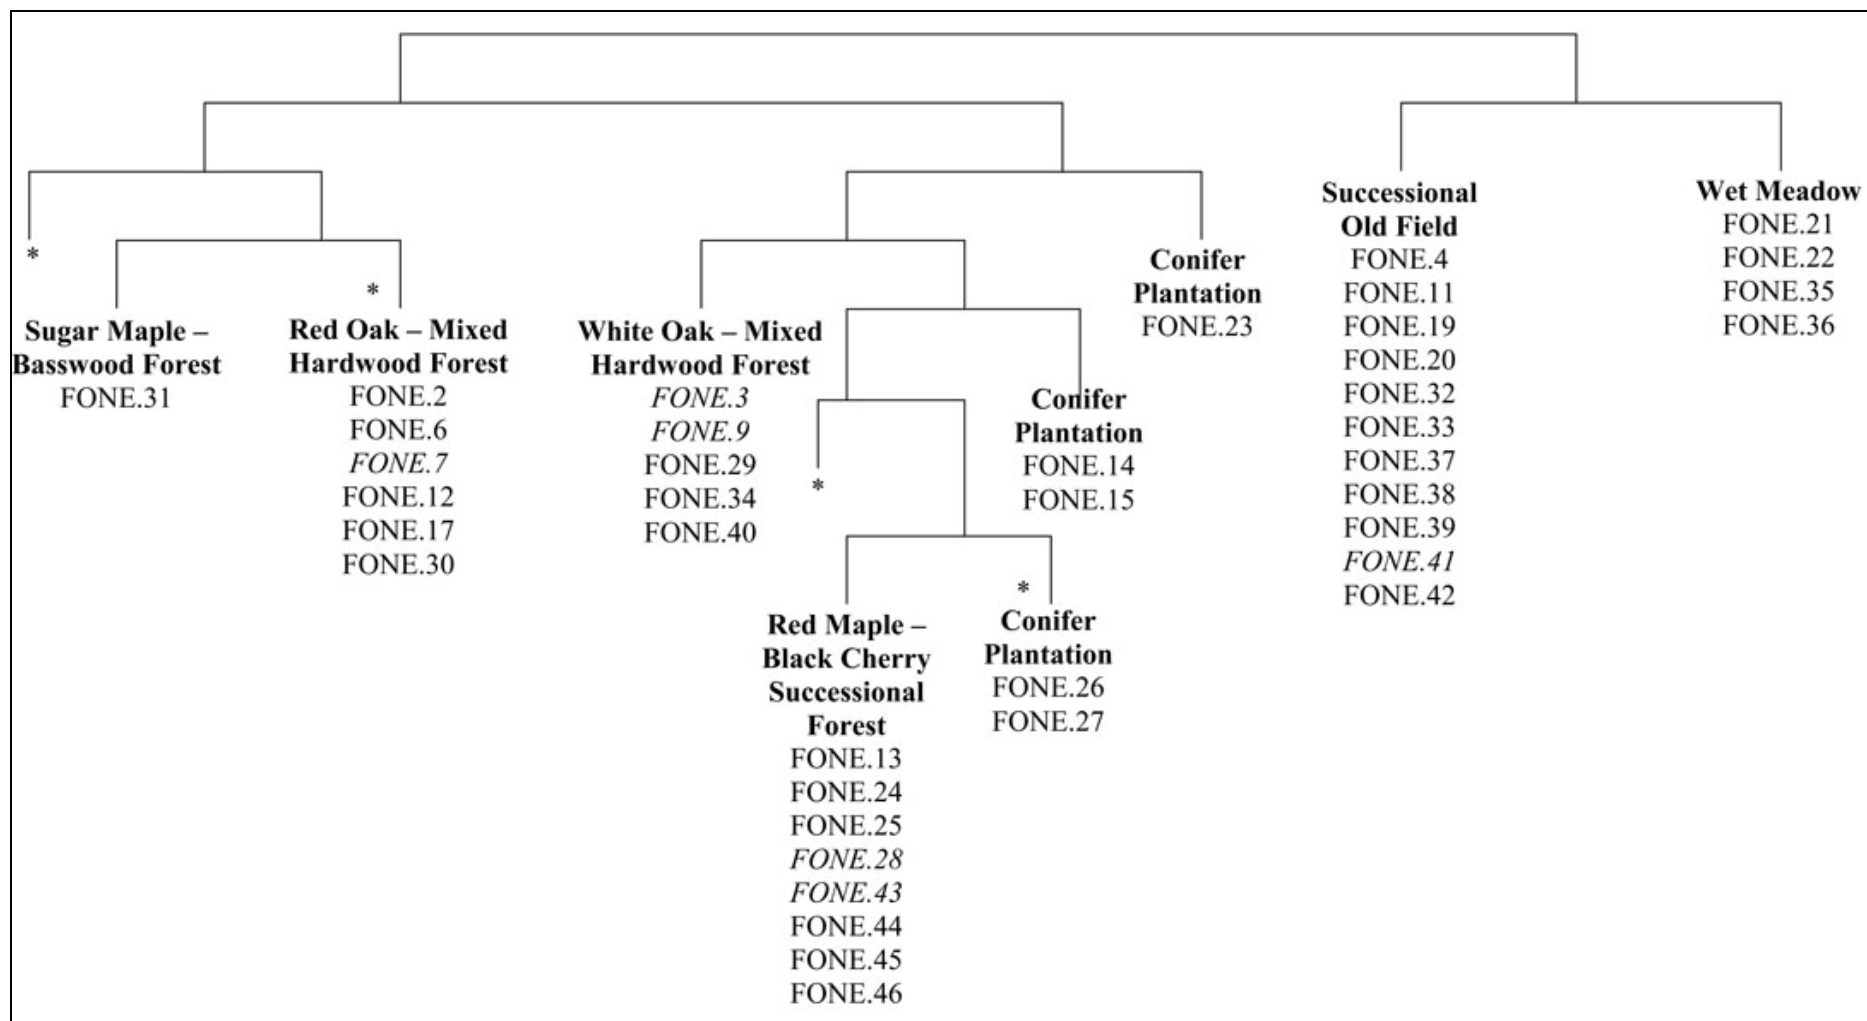 *
Sugar Maple –
Basswood Forest
FONE.31
*
Red Oak – Mixed
Hardwood Forest
FONE.2
FONE.6
FONE.7
FONE.12
FONE.17
FONE.30
White Oak – Mixed
Hardwood Forest
FONE.3
FONE.9
FONE.29
FONE.34
FONE.40
*
Red Maple –
Black Cherry
Successional
Forest
FONE.13
FONE.24
FONE.25
FONE.28
FONE.43
FONE.44
FONE.45
FONE.46
*
Conifer
Plantation
FONE.26
FONE.27
Conifer
Plantation
FONE.14
FONE.15
Conifer
Plantation
FONE.23
Successional
Old Field
FONE.4
FONE.11
FONE.19
FONE.20
FONE.32
FONE.33
FONE.37
FONE.38
FONE.39
FONE.41
FONE.42
Wet Meadow
FONE.21
FONE.22
FONE.35
FONE.36